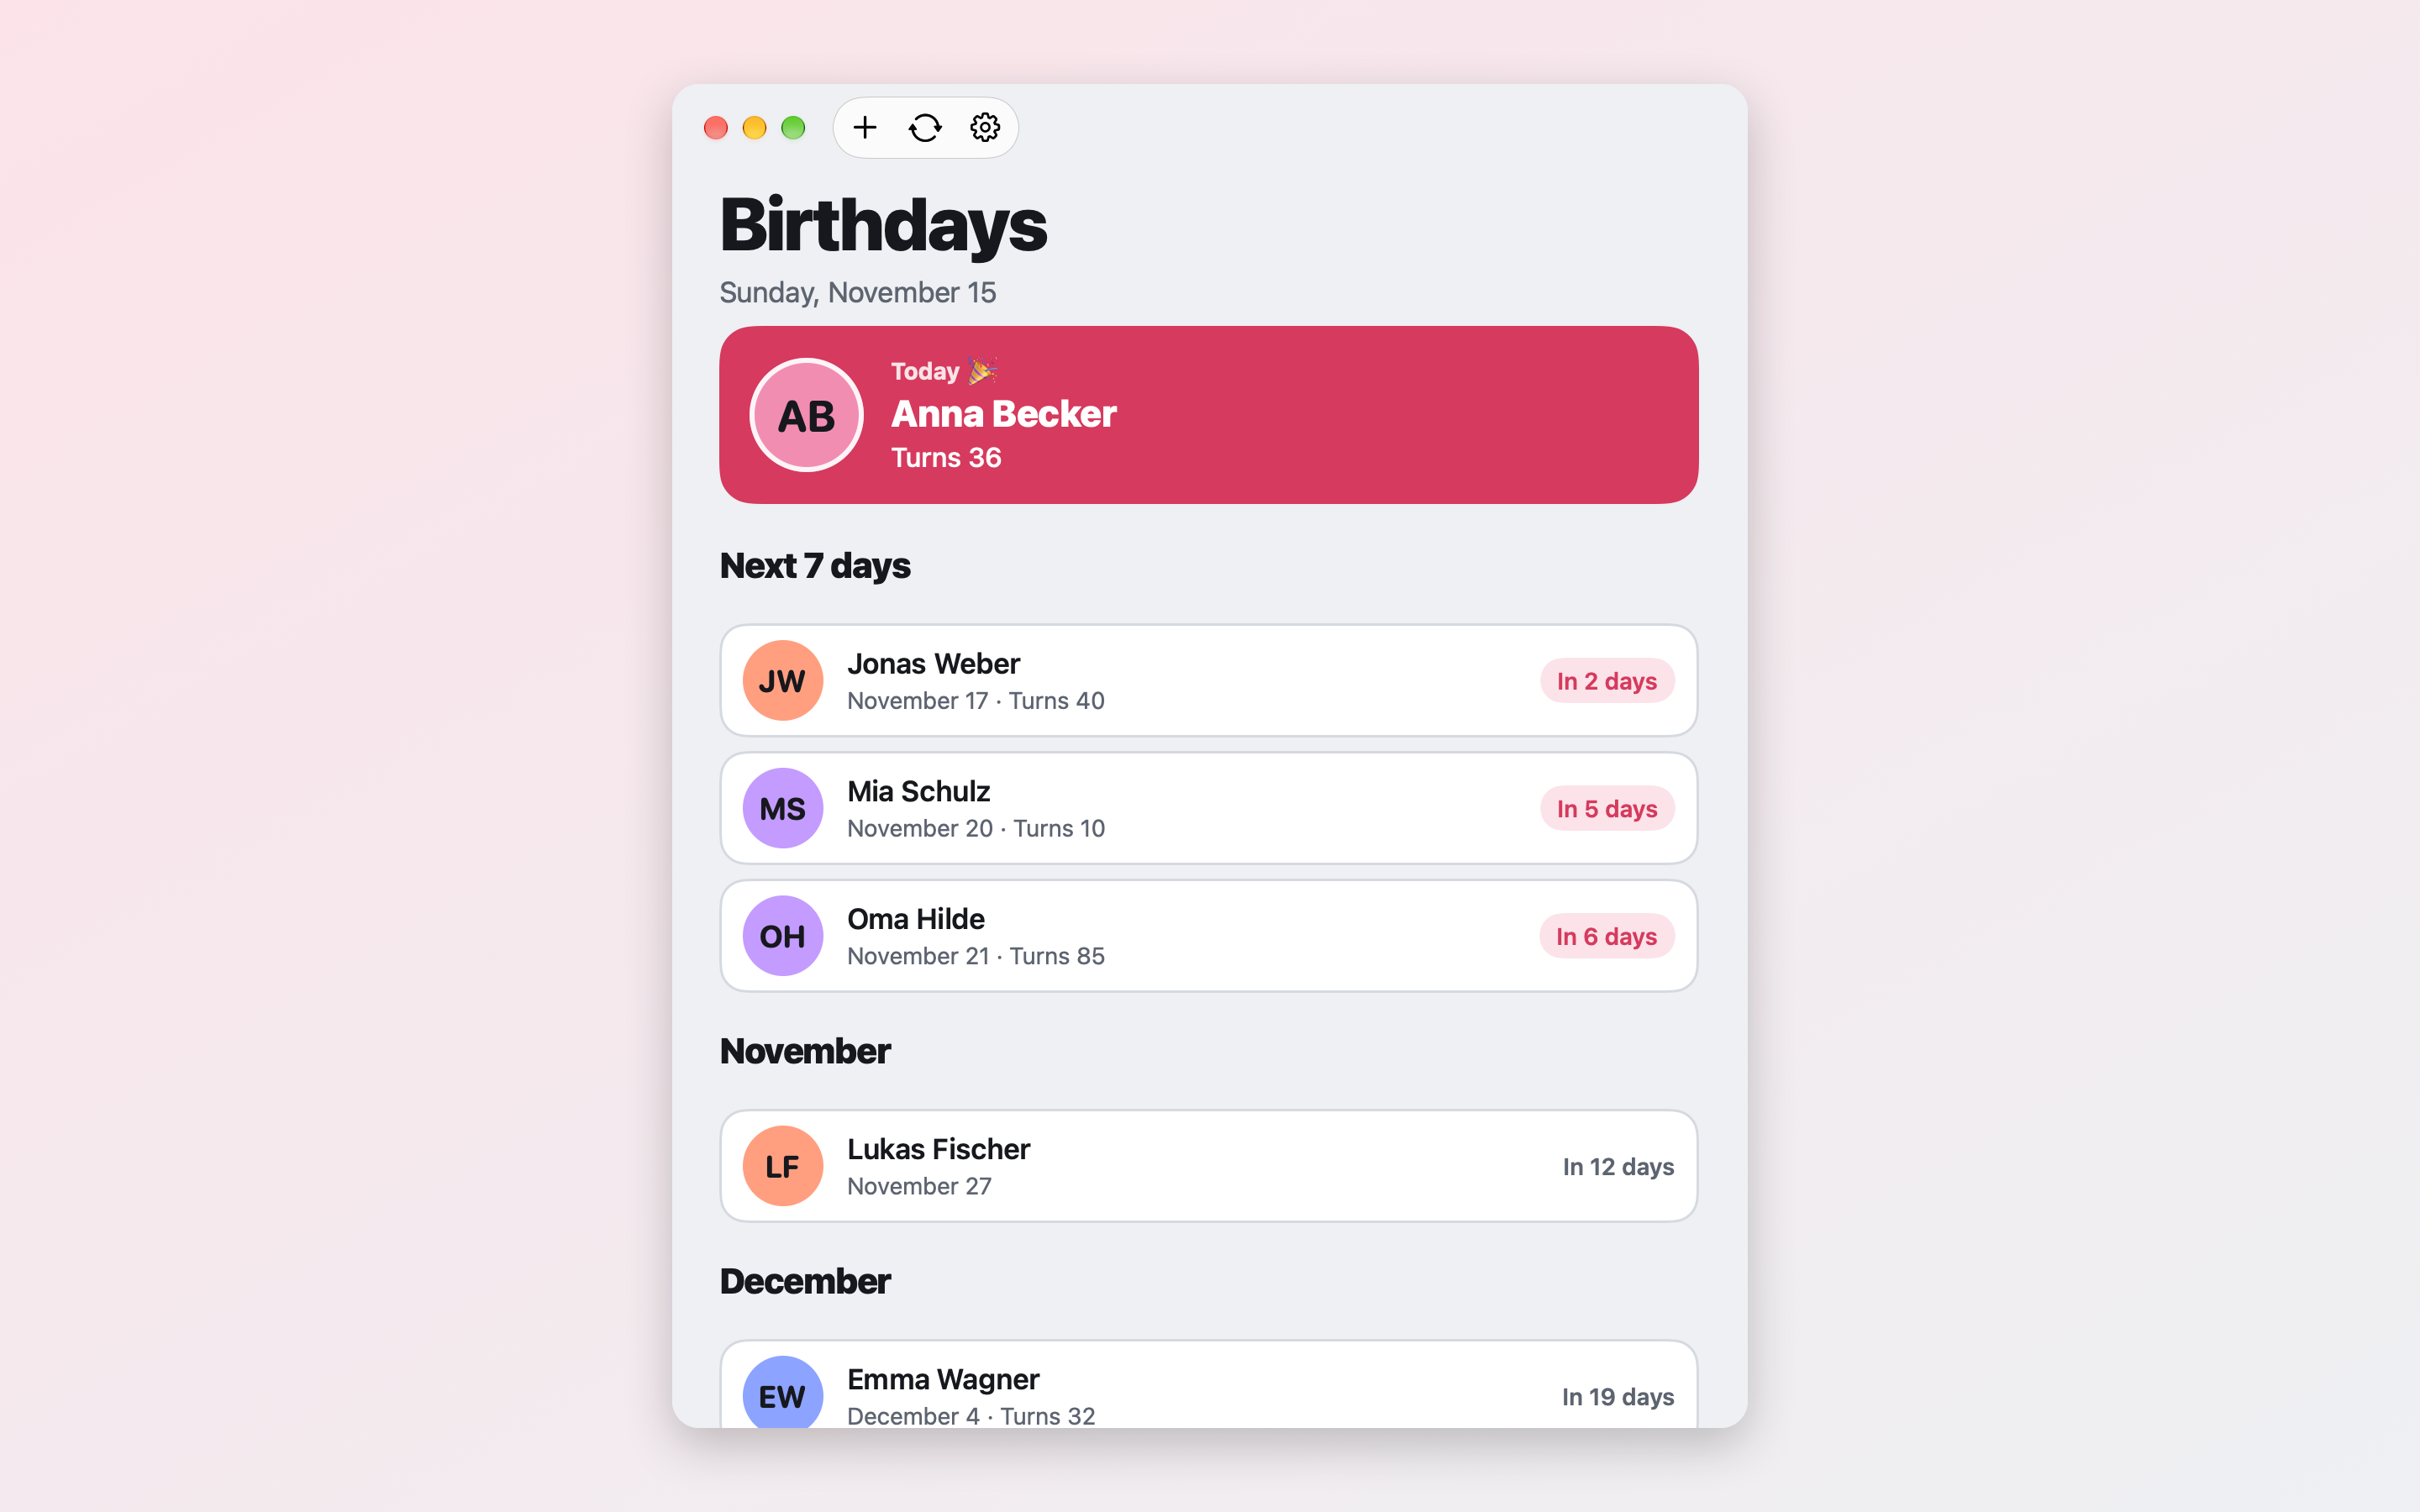 Birthdays
Sunday, November 15
Today 🎉
AB
Anna Becker
Turns 36
Next 7 days
JW
Jonas Weber
November 17 · Turns 40
In 2 days
MS
Mia Schulz
November 20 · Turns 10
In 5 days
OH
Oma Hilde
November 21 · Turns 85
In 6 days
November
LF
Lukas Fischer
November 27
In 12 days
December
EW
Emma Wagner
December 4 · Turns 32
In 19 days